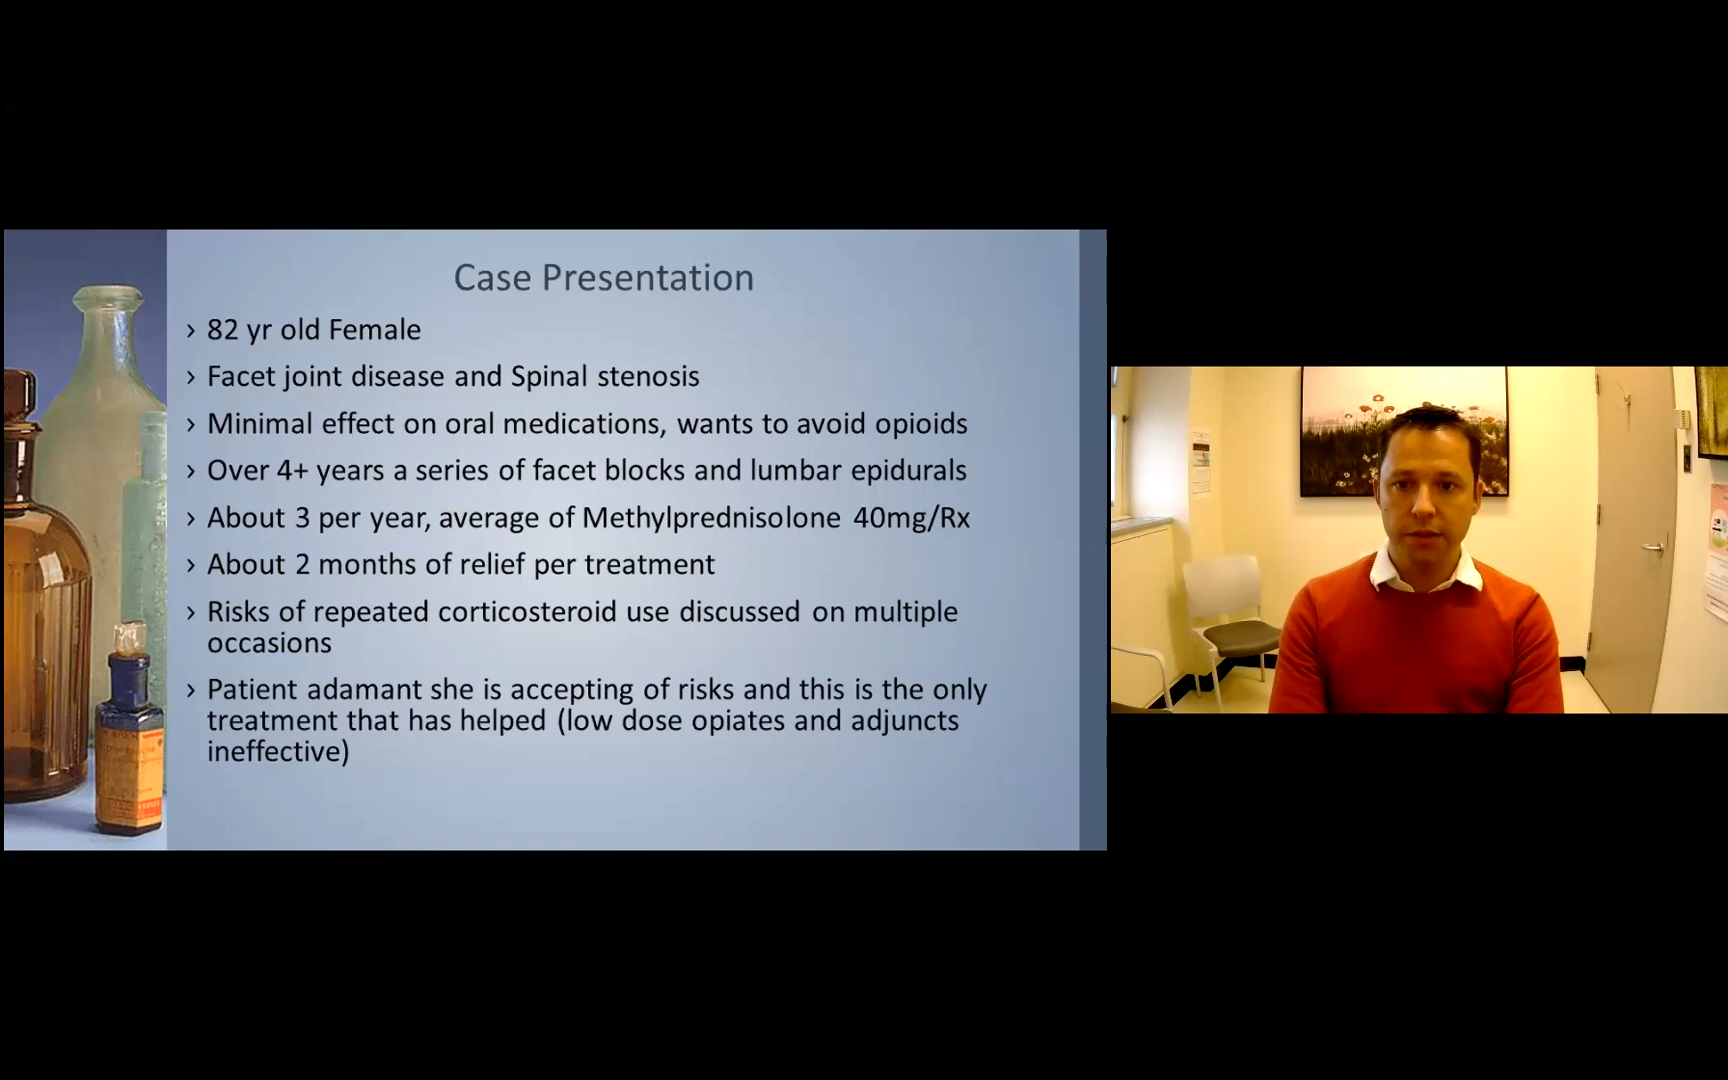 Case Presentation
› 82 yr old Female
› Facet joint disease and Spinal stenosis
› Minimal effect on oral medications, wants to avoid opioids
› Over 4+ years a series of facet blocks and lumbar epidurals
› About 3 per year, average of Methylprednisolone 40mg/Rx
› About 2 months of relief per treatment
› Risks of repeated corticosteroid use discussed on multiple
occasions
› Patient adamant she is accepting of risks and this is the only
treatment that has helped (low dose opiates and adjuncts
ineffective)